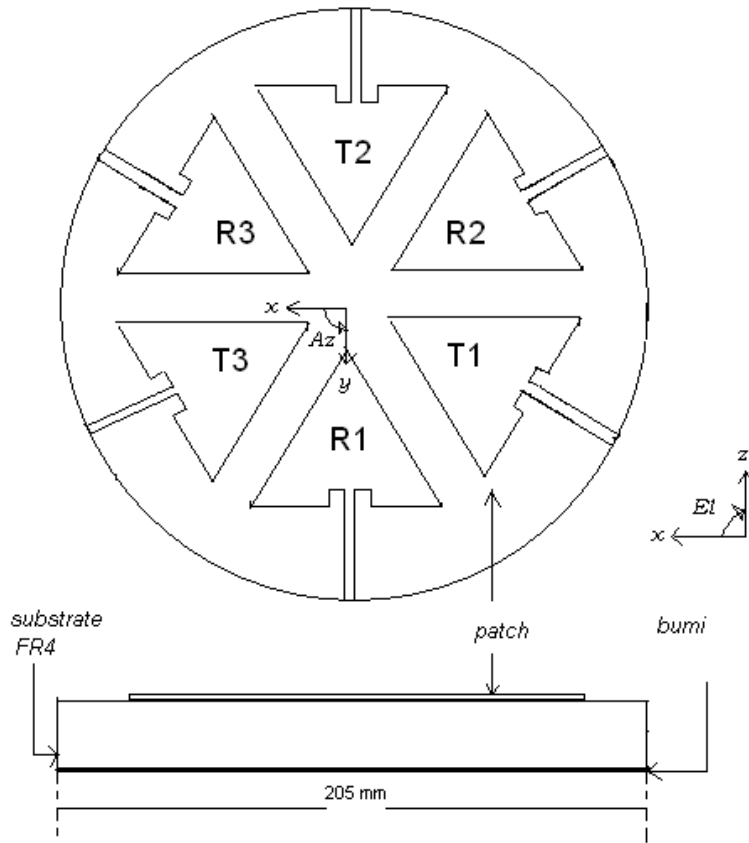 T2
R3
R2
x
Az
y
T3
T1
R1
z
El
x
substrate
FR4
patch
bumi
205 mm